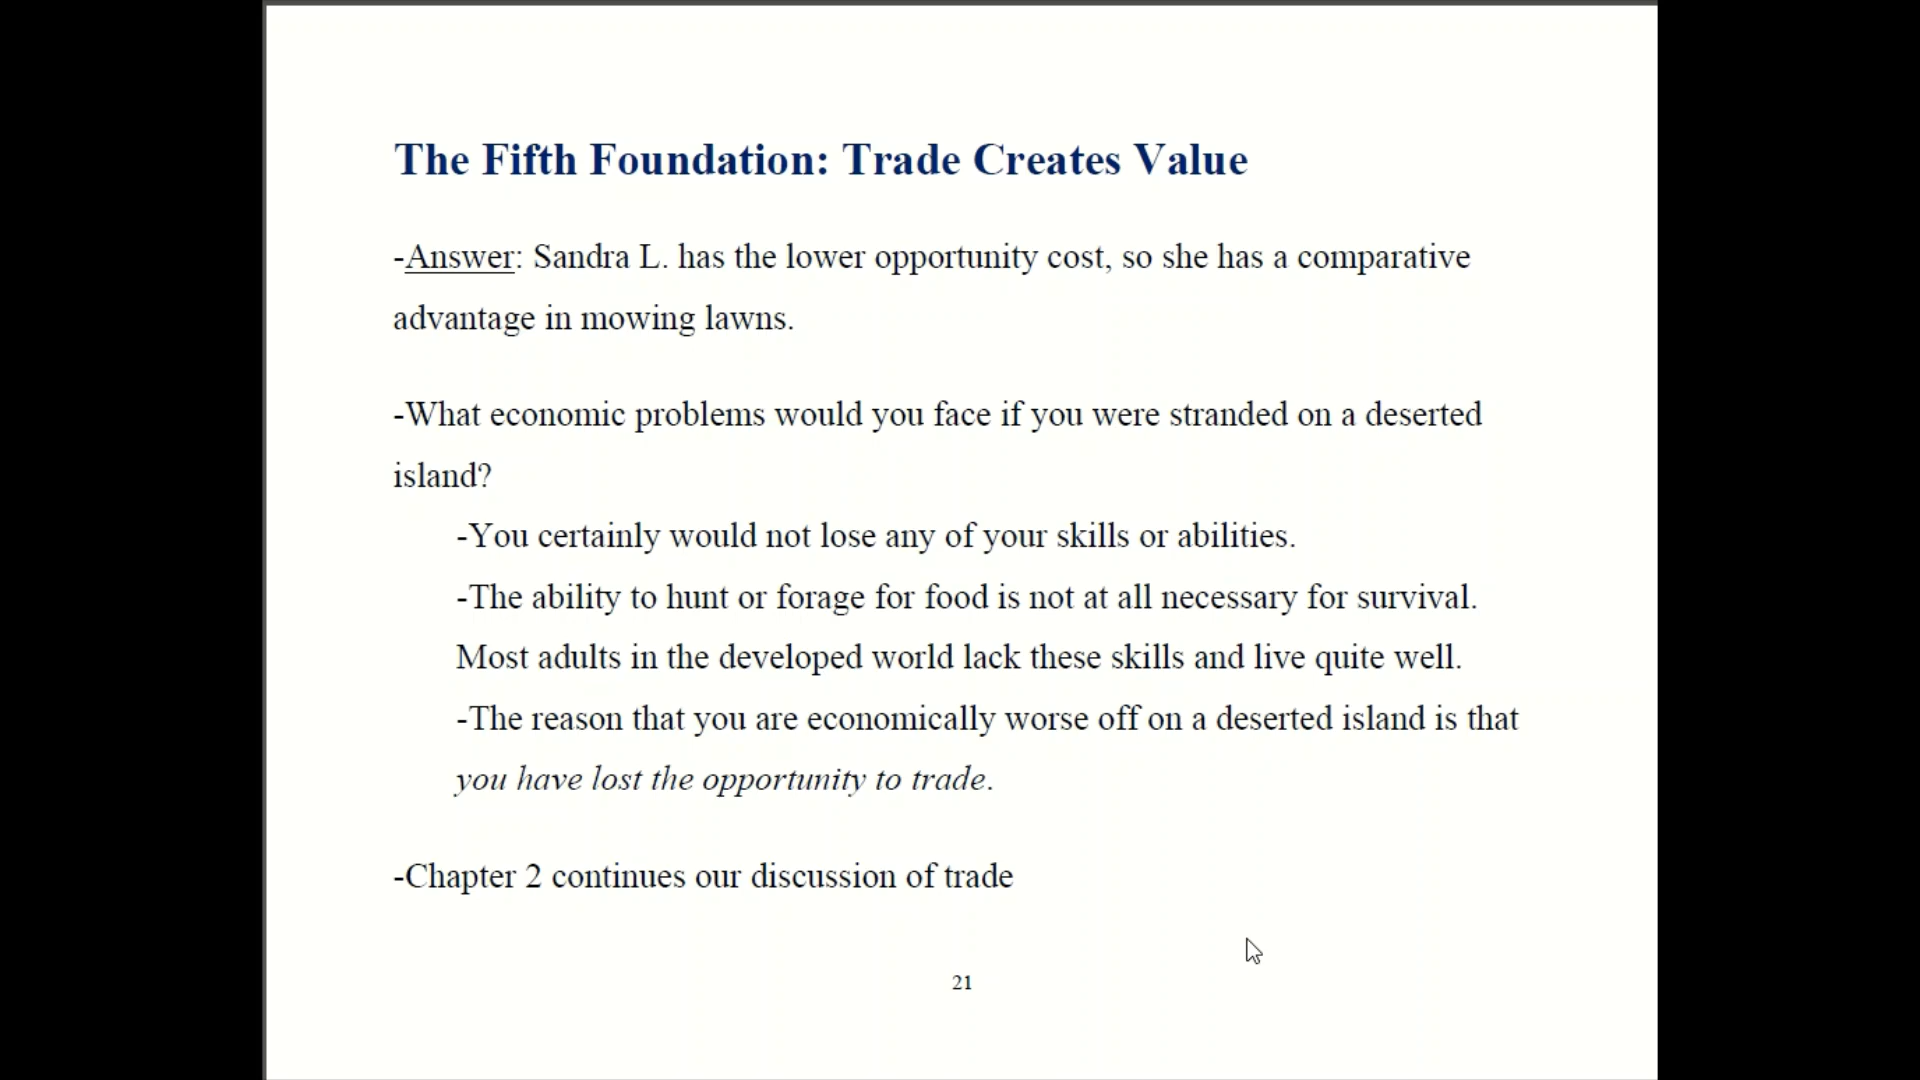 The Fifth Foundation: Trade Creates Value
-Answer: Sandra L. has the lower opportunity cost, so she has a comparative
advantage in mowing lawns.
-What economic problems would you face if you were stranded on a deserted
island?
-You certainly would not lose any of your skills or abilities.
-The ability to hunt or forage for food is not at all necessary for survival.
Most adults in the developed world lack these skills and live quite well.
-The reason that you are economically worse off on a deserted island is that
you have lost the opportunity to trade.
-Chapter 2 continues our discussion of trade
21